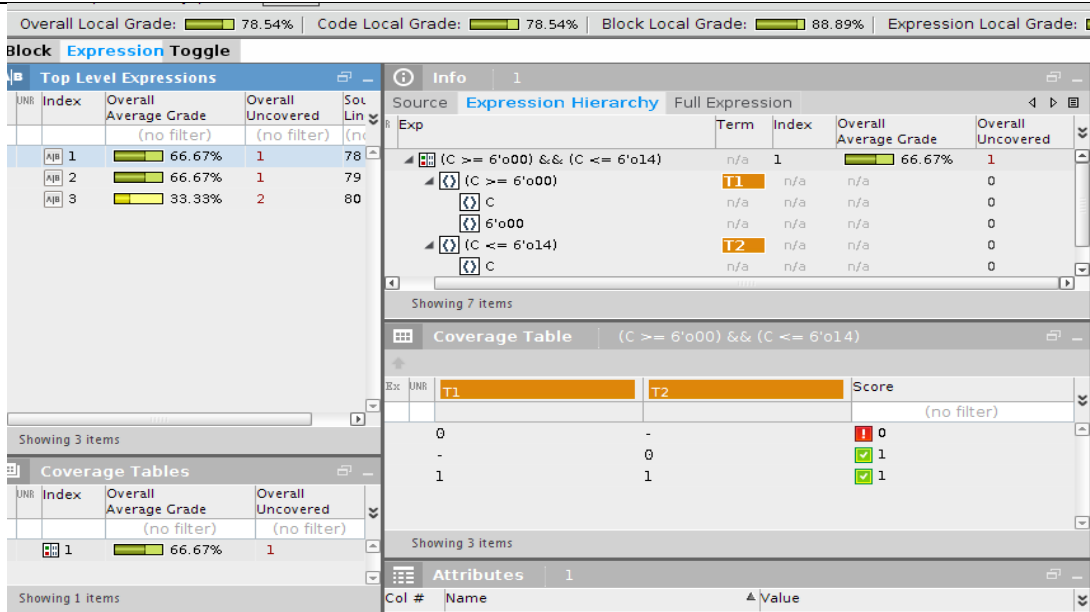 Overall Local Grade: 78.54% Code Local Grade: 78.54% Block Local Grade: 88.89% Expression Local Grade:
Block Expression Toggle
Top Level Expressions
UNR Index Overall Average Grade Overall Uncovered Sou Lin
(no filter) (no filter) (no
1 66.67% 1 78
2 66.67% 1 79
3 33.33% 2 80
Showing 3 items
Coverage Tables
UNR Index Overall Average Grade Overall Uncovered
(no filter) (no filter)
1 66.67% 1
Showing 1 items
Info 1
Source Expression Hierarchy Full Expression
Exp Term Index Overall Average Grade Overall Uncovered
(C >= 6'o00) && (C <= 6'o14) n/a 1 66.67% 1
(C >= 6'o00) T1 n/a n/a 0
C n/a n/a n/a 0
6'o00 n/a n/a n/a 0
(C <= 6'o14) T2 n/a n/a 0
C n/a n/a n/a 0
Showing 7 items
Coverage Table (C >= 6'o00) && (C <= 6'o14)
Ex UNR T1 T2 Score
(no filter)
0 - 0
- 0 1
1 1 1
Showing 3 items
Attributes 1
Col # Name Value